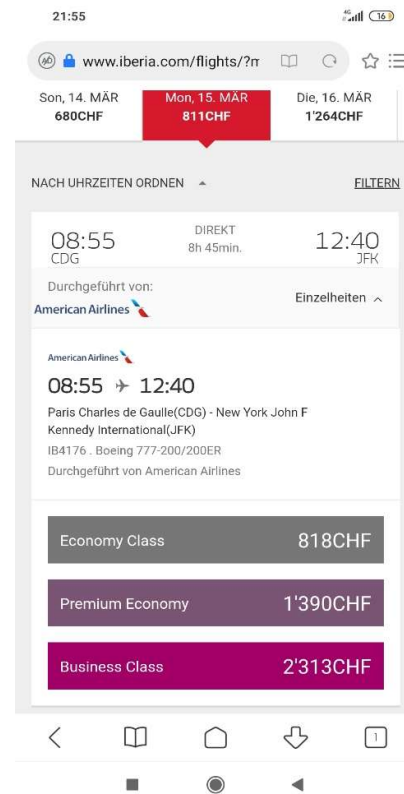 21:55
4G
16
www.iberia.com/flights/?m
Son, 14. MÄR
680CHF
Mon, 15. MÄR
811CHF
Die, 16. MÄR
1'264CHF
NACH UHRZEITEN ORDNEN
FILTERN
08:55
CDG
DIREKT
8h 45min.
12:40
JFK
Durchgeführt von:
American Airlines
Einzelheiten
American Airlines
08:55 12:40
Paris Charles de Gaulle(CDG) - New York John F
Kennedy International(JFK)
IB4176 . Boeing 777-200/200ER
Durchgeführt von American Airlines
Economy Class 818CHF
Premium Economy 1'390CHF
Business Class 2'313CHF
1